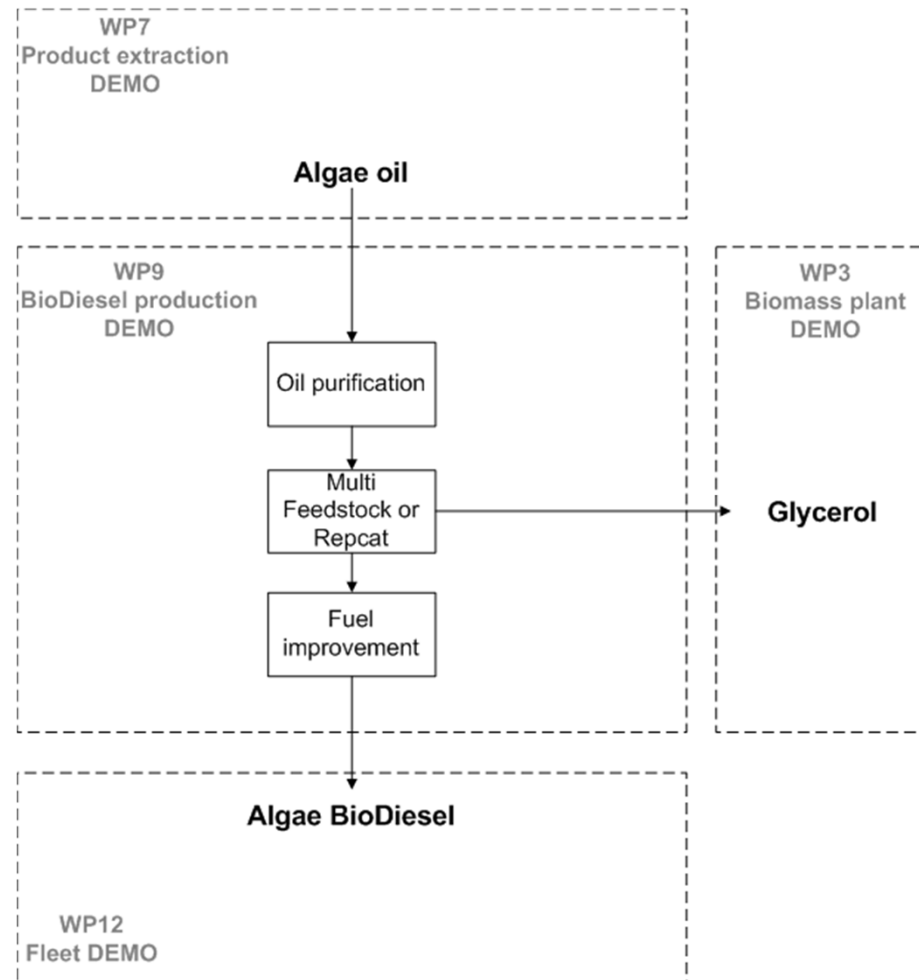 WP7
Product extraction
DEMO
Algae oil
WP9
BioDiesel production
DEMO
WP3
Biomass plant
DEMO
Oil purification
Multi
Feedstock or
Repcat
Glycerol
Fuel
improvement
Algae BioDiesel
WP12
Fleet DEMO